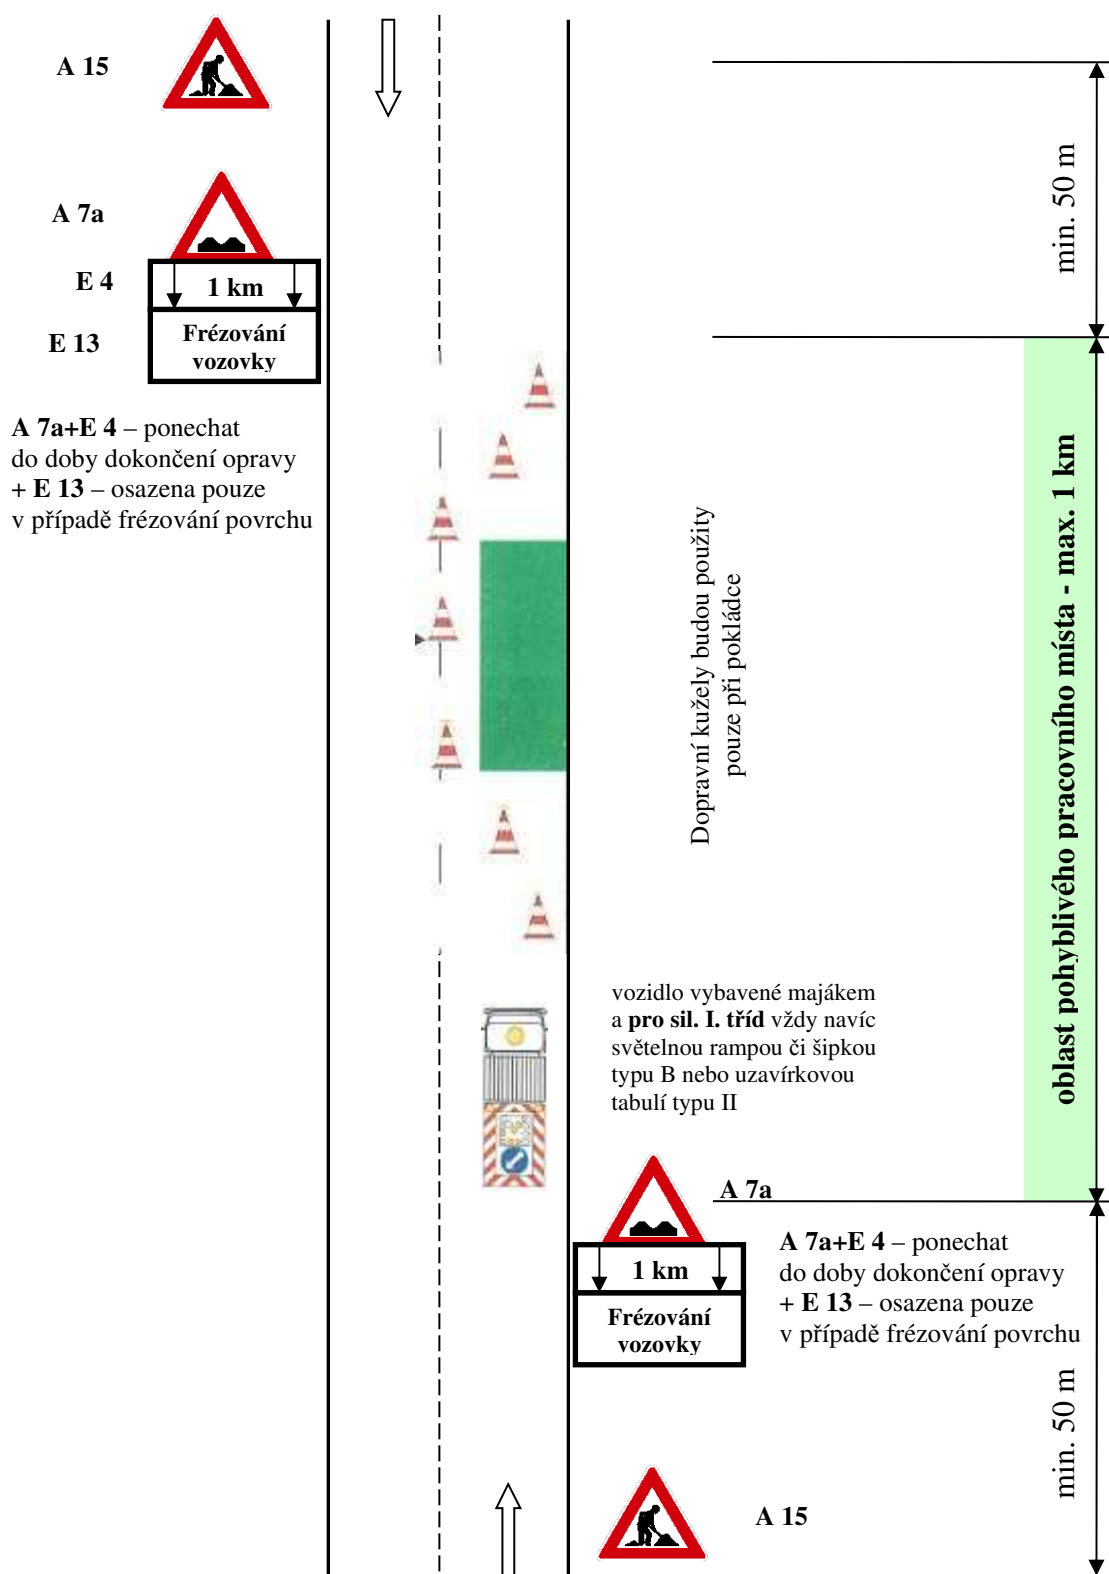 A 15
min. 50 m
A 7a
E 4
1 km
E 13
Frézování
vozovky
A 7a+E 4 – ponechat
do doby dokončení opravy
+ E 13 – osazena pouze
v případě frézování povrchu
Dopravní kužely budou použity
pouze při pokládce
oblast pohyblivého pracovního místa - max. 1 km
vozidlo vybavené majákem
a pro sil. I. tříd vždy navíc
světelnou rampou či šipkou
typu B nebo uzavírkovou
tabulí typu II
A 7a
1 km
Frézování
vozovky
A 7a+E 4 – ponechat
do doby dokončení opravy
+ E 13 – osazena pouze
v případě frézování povrchu
min. 50 m
A 15